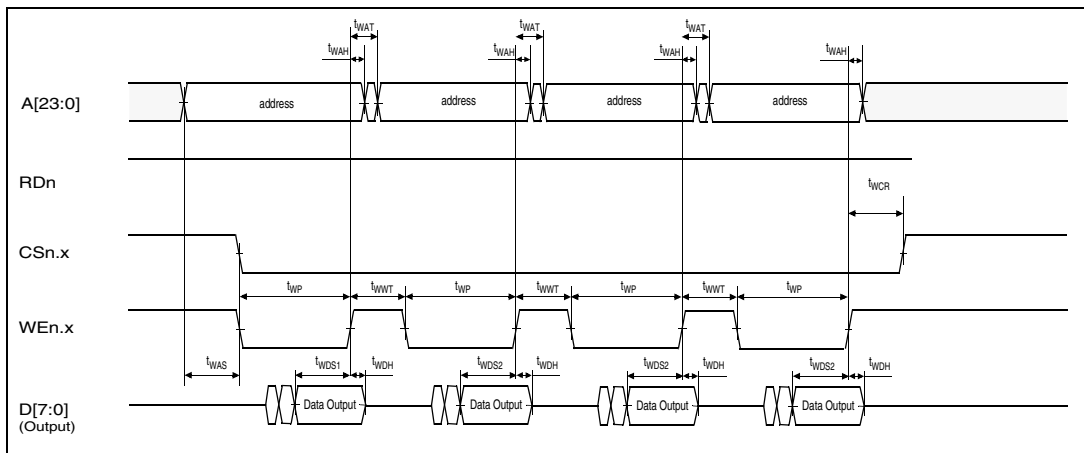 tWAT tWAT tWAT
tWAH tWAH tWAH tWAH
A[23:0] address address address address
RDn
tWCR
CSn.x
tWP tWWT tWP tWWT tWP tWWT tWP
WEn.x
tWAS tWDS1 tWDH tWDS2 tWDH tWDS2 tWDH tWDS2 tWDH
D[7:0] Data Output Data Output Data Output Data Output
(Output)